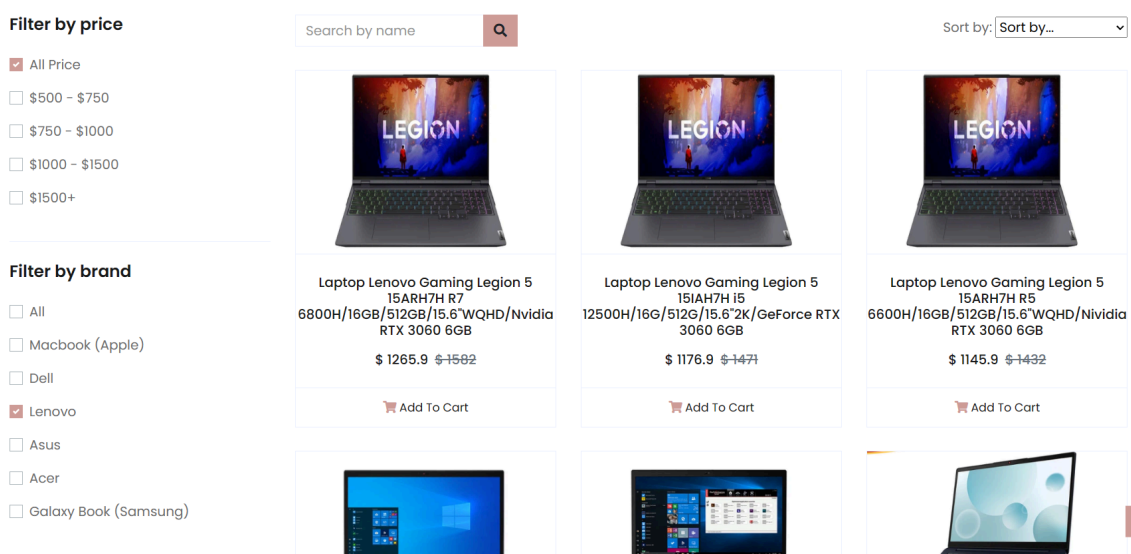 Filter by price
All Price
$500 - $750
$750 - $1000
$1000 - $1500
$1500+
Filter by brand
All
Macbook (Apple)
Dell
Lenovo
Asus
Acer
Galaxy Book (Samsung)
Search by name
Sort by: Sort by...
LEGION
Laptop Lenovo Gaming Legion 5
15ARH7H R7
6800H/16GB/512GB/15.6"WQHD/Nvidia
RTX 3060 6GB
$ 1265.9 $ 1582
Add To Cart
LEGION
Laptop Lenovo Gaming Legion 5
15IAH7H i5
12500H/16G/512G/15.6"2K/GeForce RTX
3060 6GB
$ 1176.9 $ 1471
Add To Cart
LEGION
Laptop Lenovo Gaming Legion 5
15ARH7H R5
6600H/16GB/512GB/15.6"WQHD/Nividia
RTX 3060 6GB
$ 1145.9 $ 1432
Add To Cart